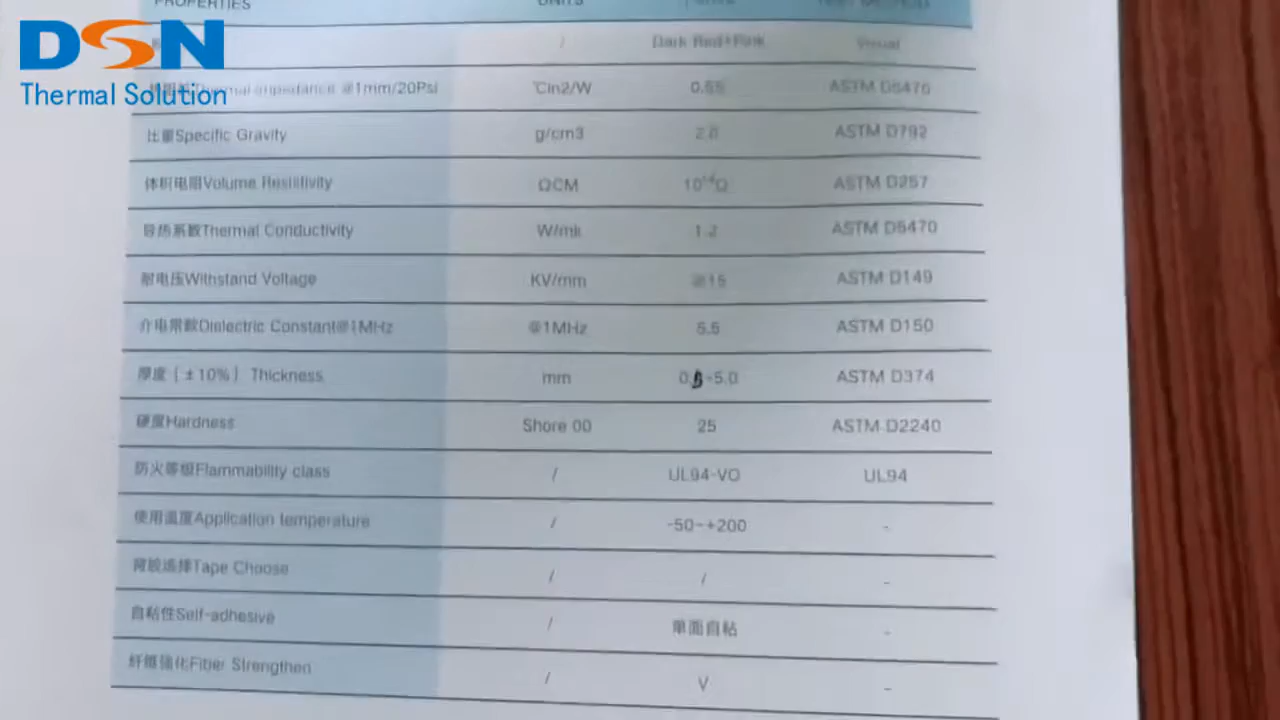 DSN
Thermal Solution
PROPERTIES UNITS
/ Dark Red+Pink Visual
Thermal Impedance @1mm/20Psi ℃in2/W 0.55 ASTM D5470
比重Specific Gravity g/cm3 2.0 ASTM D792
体积电阻Volume Resistivity ΩCM 10¹⁴Ω ASTM D257
导热系数Thermal Conductivity W/mk 1.2 ASTM D5470
耐电压Withstand Voltage KV/mm ASTM D149
介电常数Dielectric Constant@1MHz @1MHz 5.5 ASTM D150
厚度(±10%) Thickness mm 0.5-5.0 ASTM D374
硬度Hardness Shore 00 25 ASTM D2240
防火等级Flammability class / UL94-VO UL94
使用温度Application temperature / -50~+200 -
背胶选择Tape Choose / / -
自粘性Self-adhesive / 单面自粘 -
纤维强化Fiber Strengthen / V -